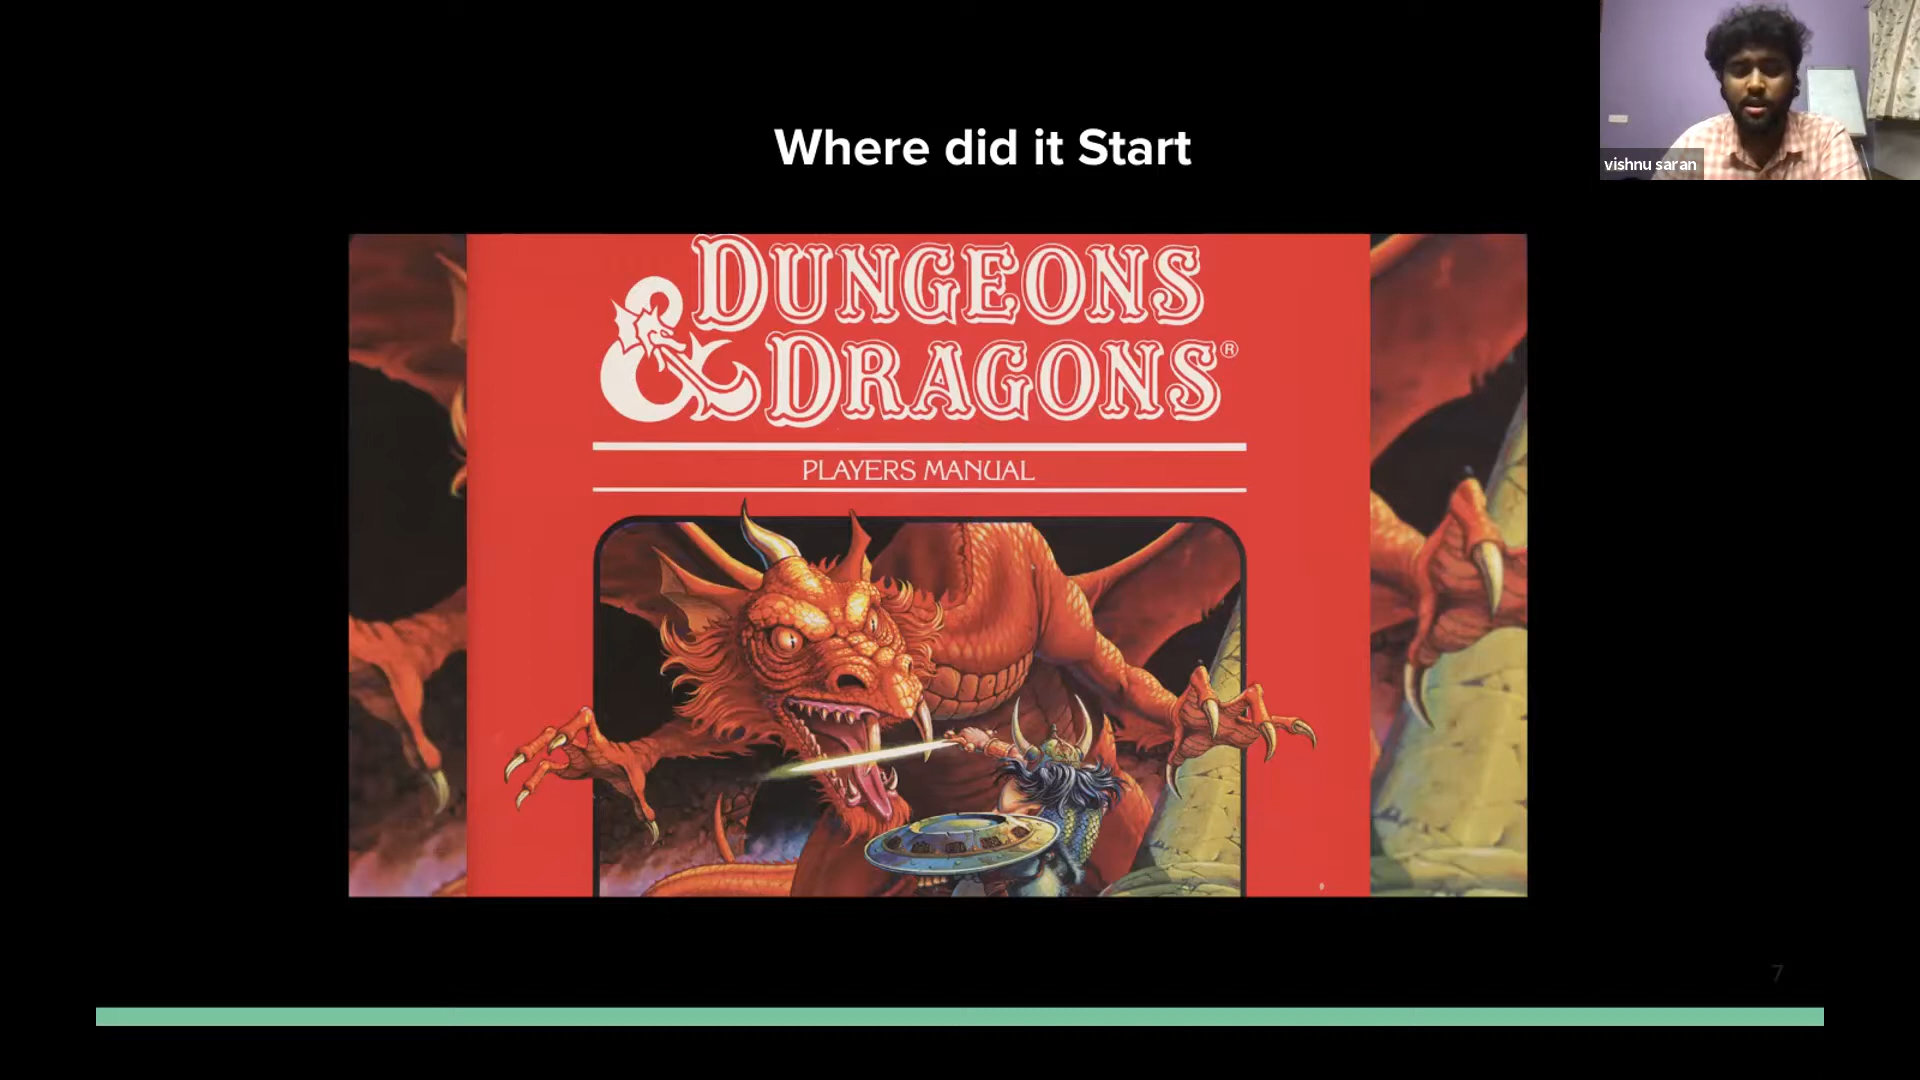 Where did it Start
vishnu saran
DUNGEONS
& DRAGONS®
PLAYERS MANUAL
7